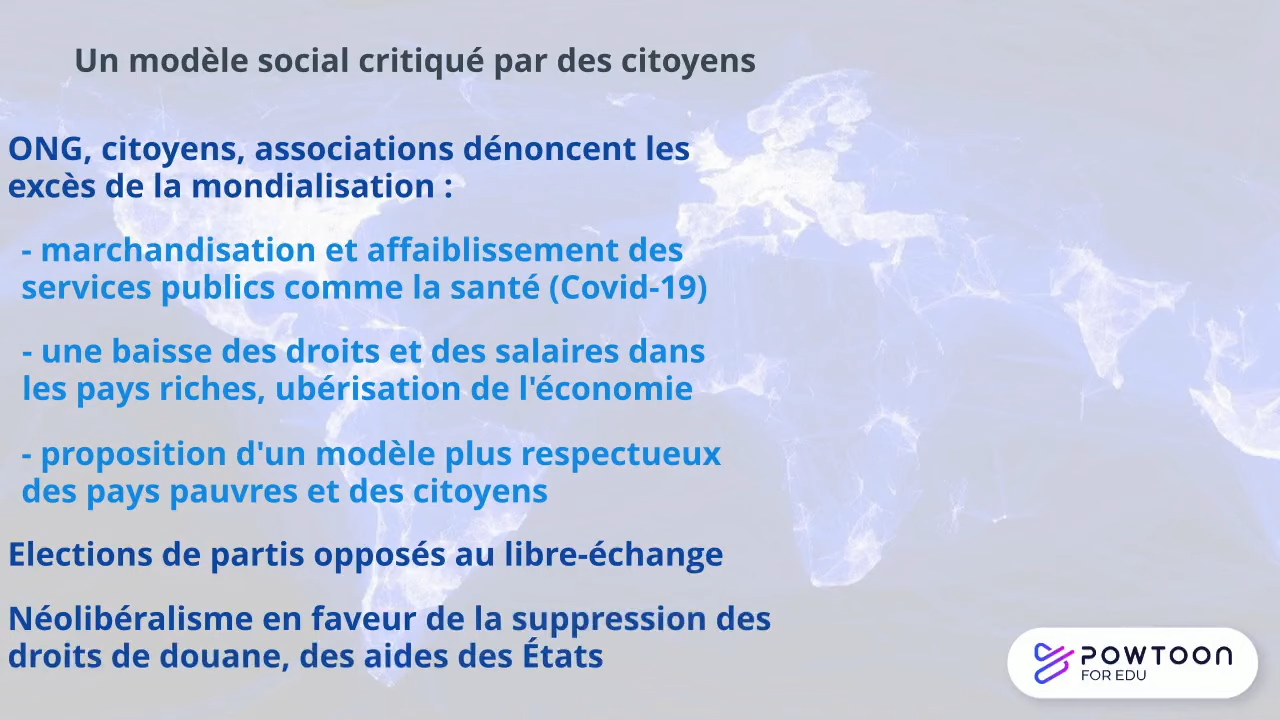 Un modèle social critiqué par des citoyens
ONG, citoyens, associations dénoncent les
excès de la mondialisation :
- marchandisation et affaiblissement des
services publics comme la santé (Covid-19)
- une baisse des droits et des salaires dans
les pays riches, ubérisation de l'économie
- proposition d'un modèle plus respectueux
des pays pauvres et des citoyens
Elections de partis opposés au libre-échange
Néolibéralisme en faveur de la suppression des
droits de douane, des aides des États
POWTOON
FOR EDU